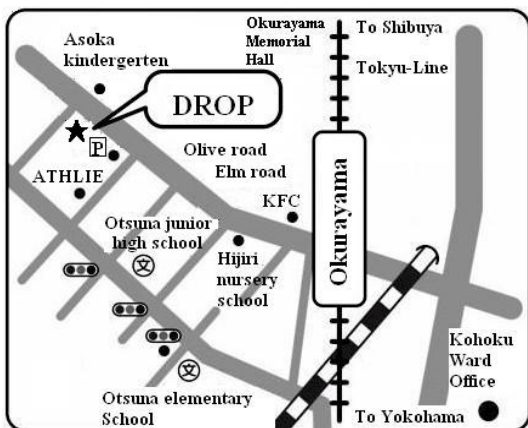 Asoka
kindergerten
DROP
P
ATHLIE
Okurayama
Memorial
Hall
To Shibuya
Tokyu-Line
Olive road
Elm road
KFC
Okurayama
Otsuna junior
high school
文
Hijiri
nursery
school
文
Otsuna elementary
School
Kohoku
Ward
Office
To Yokohama